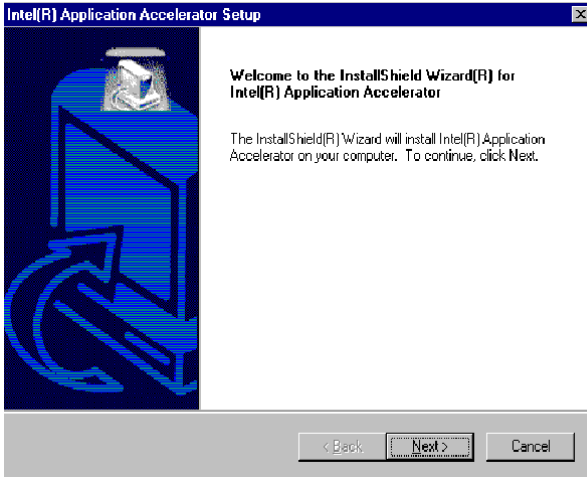 Intel(R) Application Accelerator Setup
Welcome to the InstallShield Wizard(R) for
Intel(R) Application Accelerator
The InstallShield(R) Wizard will install Intel(R) Application
Accelerator on your computer. To continue, click Next.
< Back Next > Cancel